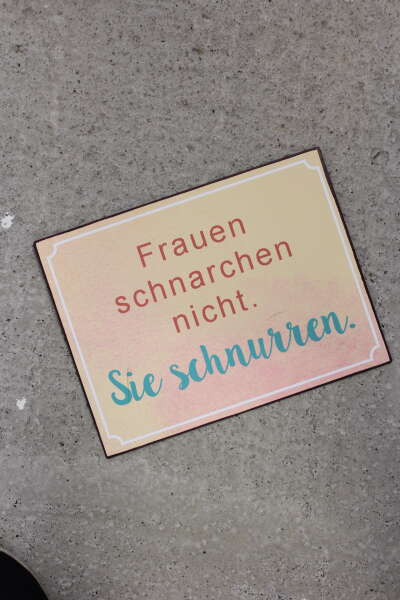 Frauen
schnarchen
nicht.
Sie schnurren.